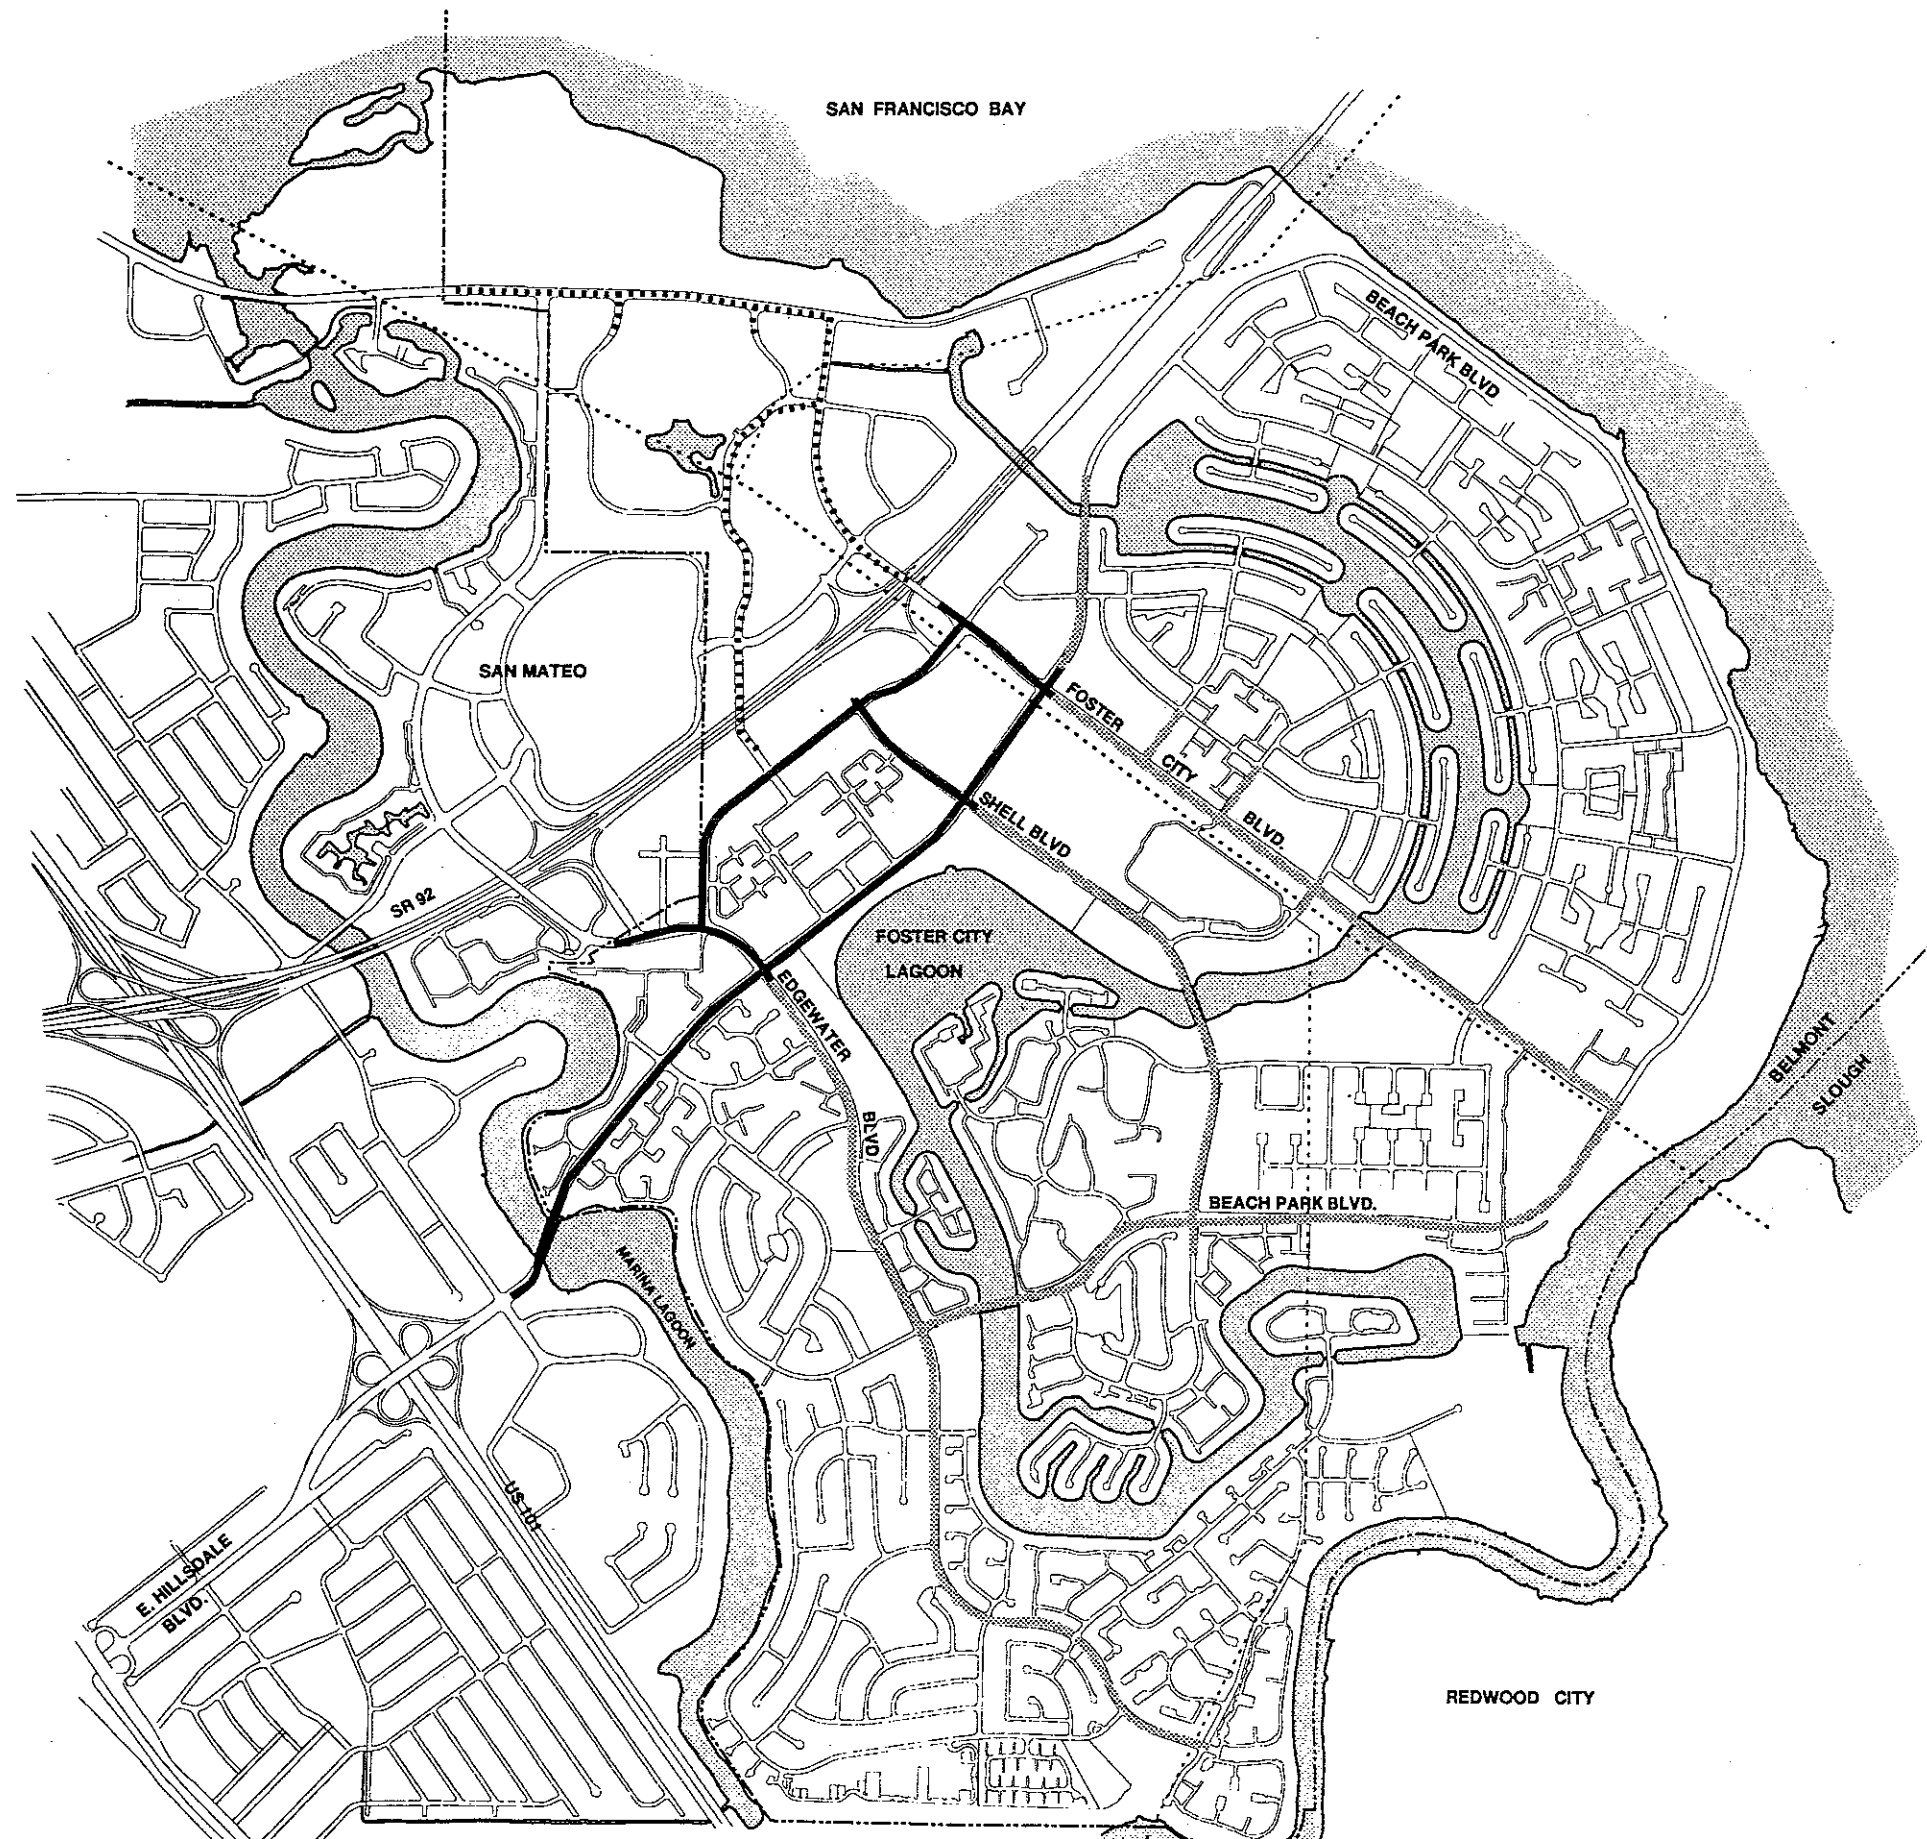 SAN FRANCISCO BAY
BEACH PARK BLVD
SAN MATEO
FOSTER
CITY
BLVD.
SHELL BLVD
SR 92
FOSTER CITY
LAGOON
EDGEWATER
BLVD
BELMONT
SLOUGH
BEACH PARK BLVD.
MARINA LAGOON
US 101
E. HILLSDALE
BLVD.
REDWOOD CITY